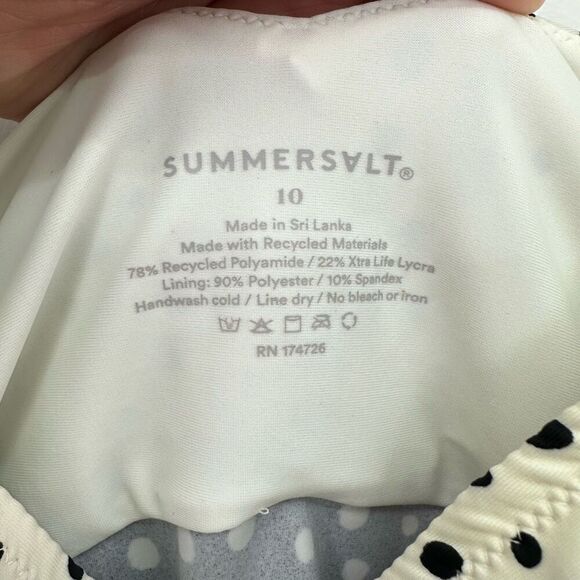 SUMMERSALT®
10
Made in Sri Lanka
Made with Recycled Materials
78% Recycled Polyamide / 22% Xtra Life Lycra
Lining: 90% Polyester / 10% Spandex
Handwash cold / Line dry / No bleach or iron
RN 174726